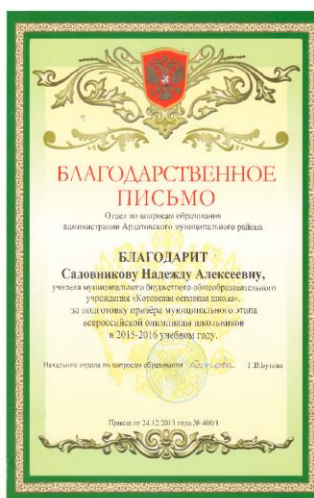 БЛАГОДАРСТВЕННОЕ
ПИСЬМО
Отдел по вопросам образования
администрации Ардатовского муниципального района
БЛАГОДАРИТ
Садовникову Надежду Алексеевну,
учителя муниципального бюджетного общеобразовательного
учреждения «Котовская основная школа»,
за подготовку призёра муниципального этапа
всероссийской олимпиады школьников
в 2015-2016 учебном году.
Начальник отдела по вопросам образования
Приказ от 24.12.2015 года № 400/1